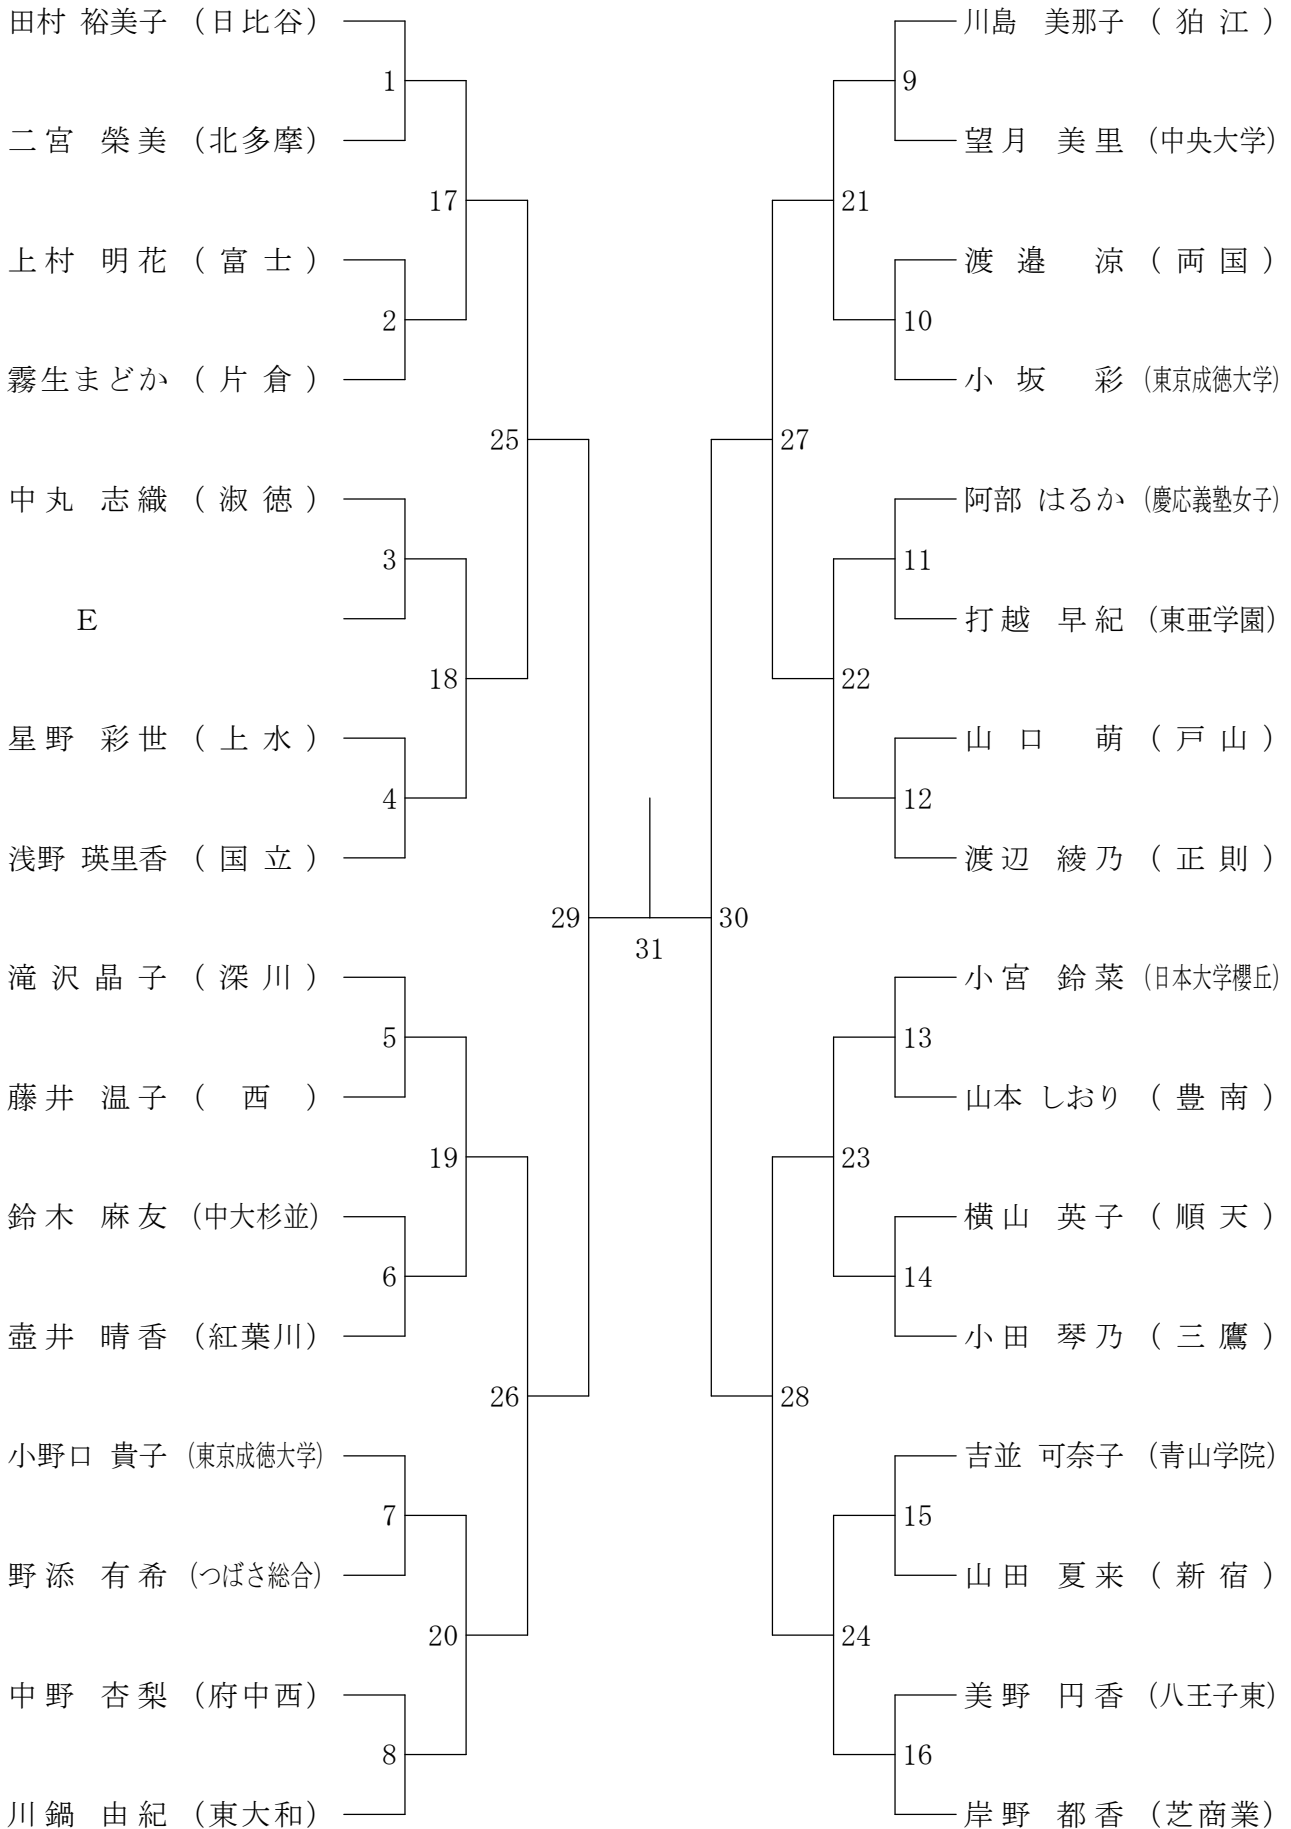 田村 裕美子 (日比谷)
1
二宮 榮美 (北多摩)
17
上村 明花 (富士)
2
霧生まどか (片倉)
25
中丸 志織 (淑徳)
3
E
18
星野 彩世 (上水)
4
浅野 瑛里香 (国立)
29
滝沢晶子 (深川)
5
藤井 温子 (西)
19
鈴木 麻友 (中大杉並)
6
壺井 晴香 (紅葉川)
26
小野口 貴子 (東京成徳大学)
7
野添 有希 (つばさ総合)
20
中野 杏梨 (府中西)
8
川鍋 由紀 (東大和)
31
川島 美那子 (狛江)
9
望月 美里 (中央大学)
21
渡邉 涼 (両国)
10
小坂 彩 (東京成徳大学)
27
阿部 はるか (慶応義塾女子)
11
打越 早紀 (東亜学園)
22
山口 萌 (戸山)
12
渡辺 綾乃 (正則)
30
小宮 鈴菜 (日本大学櫻丘)
13
山本 しおり (豊南)
23
横山 英子 (順天)
14
小田 琴乃 (三鷹)
28
吉並 可奈子 (青山学院)
15
山田 夏来 (新宿)
24
美野 円香 (八王子東)
16
岸野 都香 (芝商業)